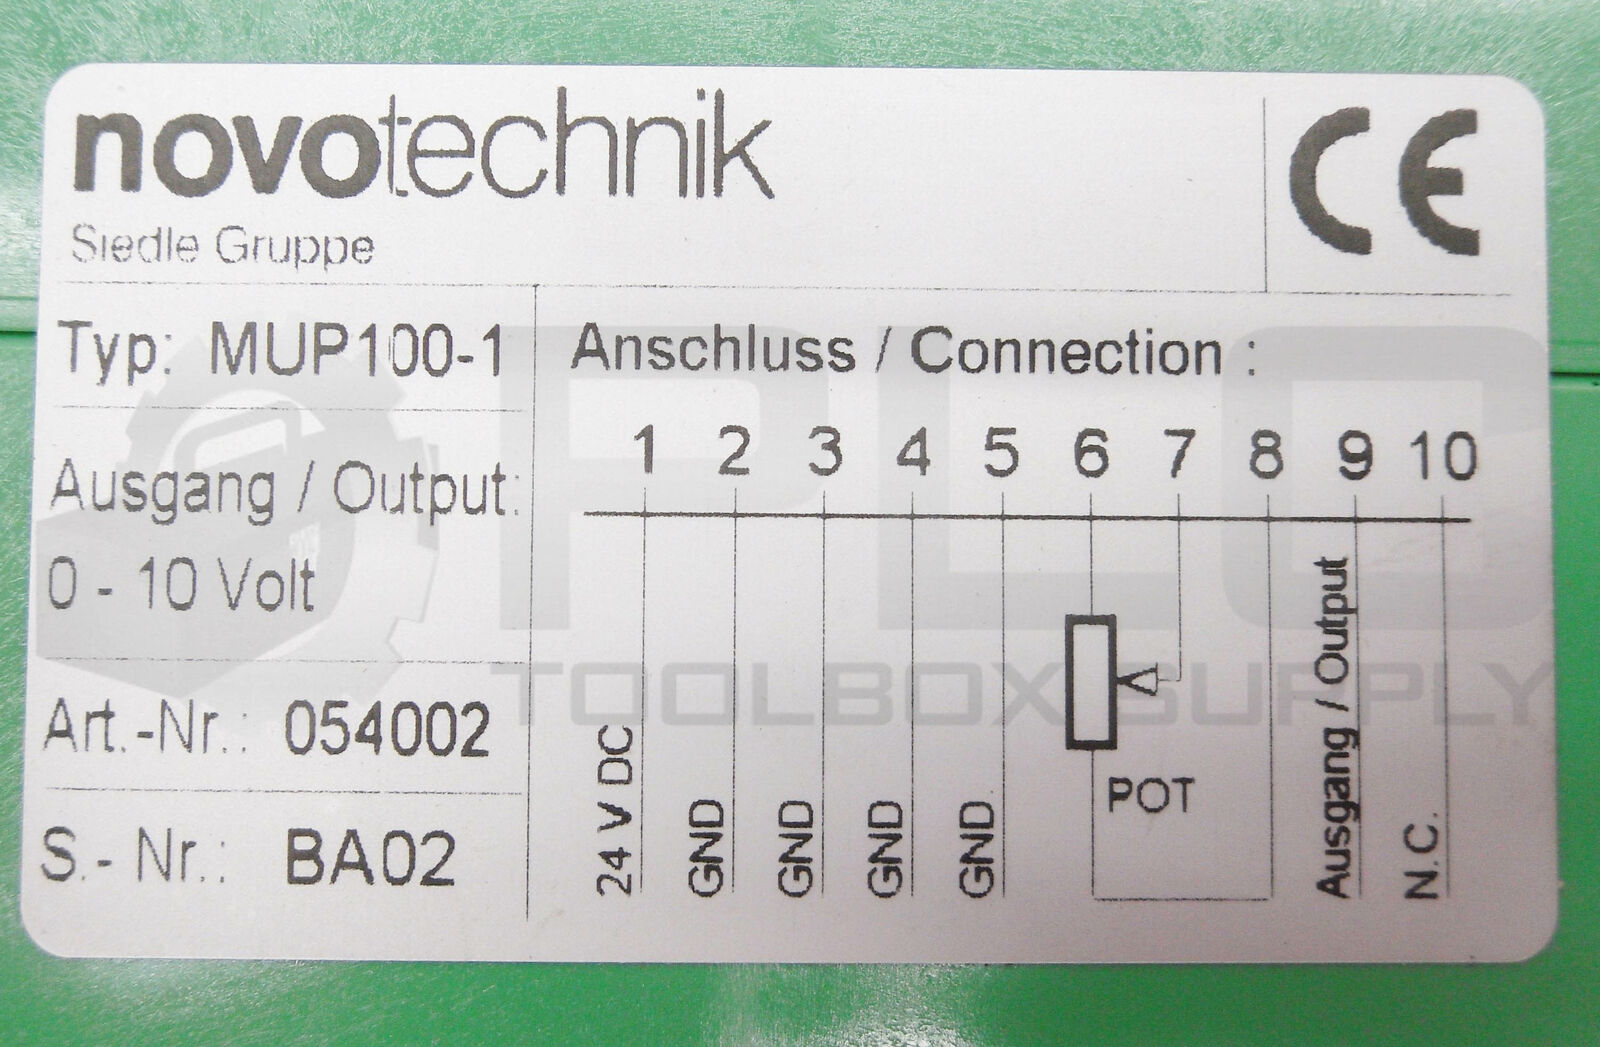 novotechnik
Siedle Gruppe
CE
Typ: MUP100-1
Ausgang / Output:
0 - 10 Volt
Art.-Nr.: 054002
S.- Nr.: BA02
Anschluss / Connection :
1 2 3 4 5 6 7 8 9 10
24 V DC
GND
GND
GND
GND
POT
Ausgang / Output
N.C.
PLC
TOOLBOX SUPPLY